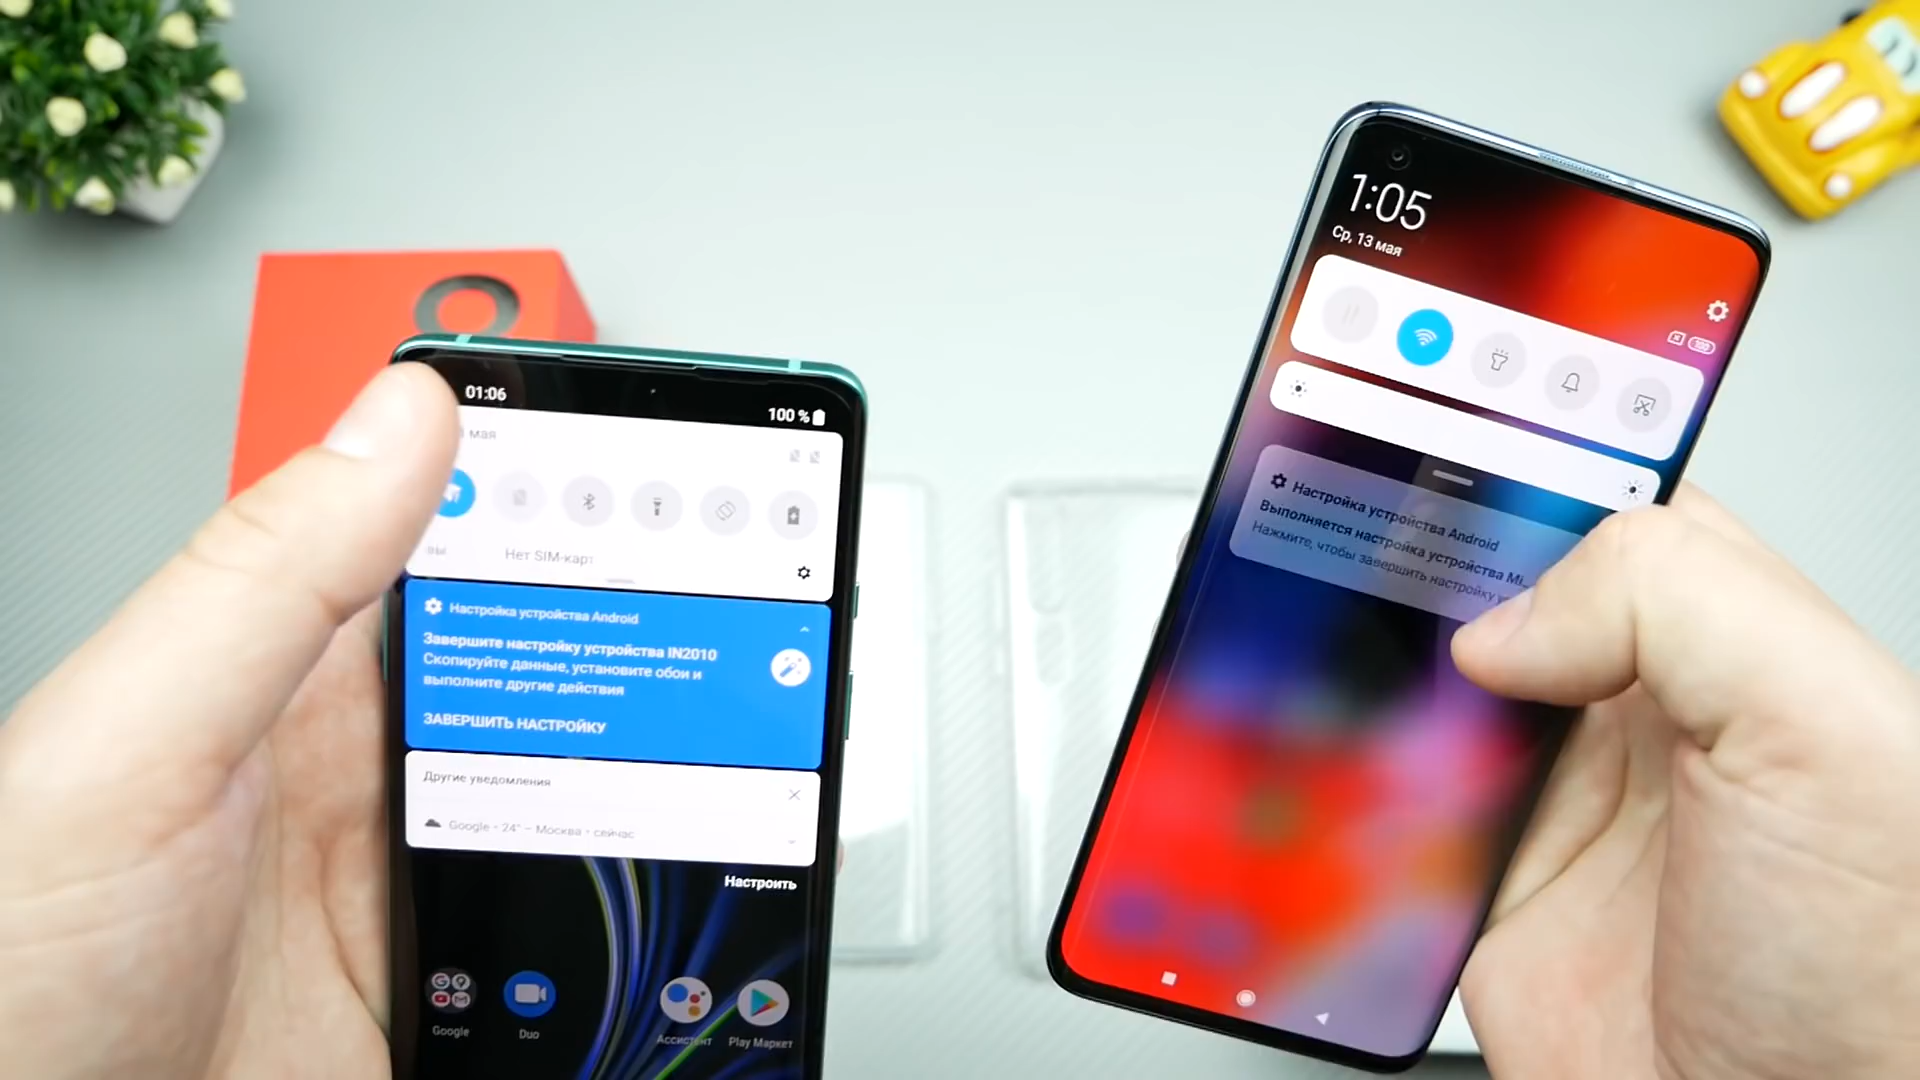 01:06
100 %
мая
Нет SIM-карт
Настройка устройства Android
Завершите настройку устройства IN2010
Скопируйте данные, установите обои и
выполните другие действия
ЗАВЕРШИТЬ НАСТРОЙКУ
Другие уведомления
Google • 24° – Москва • сейчас
Настроить
Google
Duo
Ассистент
Play Маркет
1:05
Ср, 13 мая
100
Настройка устройства Android
Выполняется настройка устройства Mi...
Нажмите, чтобы завершить настройку